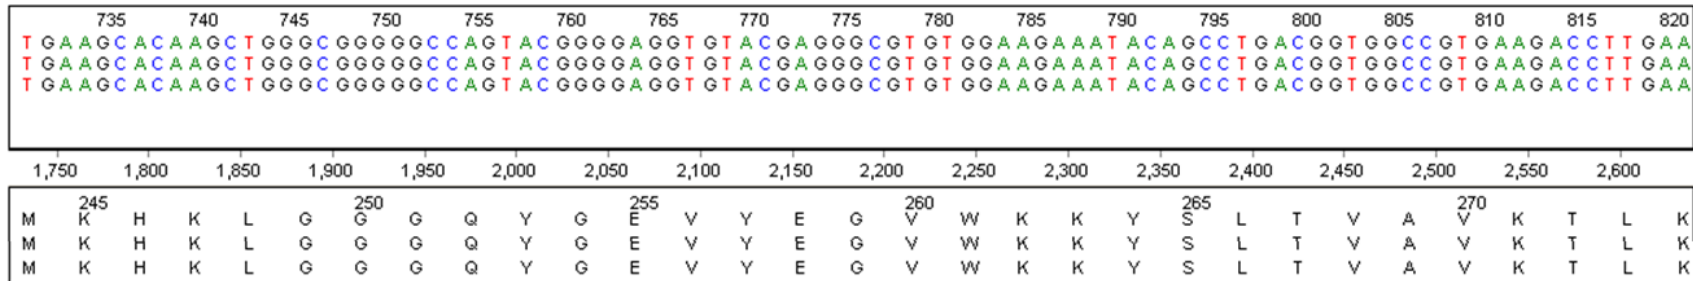 735 740 745 750 755 760 765 770 775 780 785 790 795 800 805 810 815 820
T G A A G C A C A A G C T G G G C G G G G G C C A G T A C G G G G A G G T G T A C G A G G G C G T G T G G A A G A A A T A C A G C C T G A C G G T G G C C G T G A A G A C C T T G A A
T G A A G C A C A A G C T G G G C G G G G G C C A G T A C G G G G A G G T G T A C G A G G G C G T G T G G A A G A A A T A C A G C C T G A C G G T G G C C G T G A A G A C C T T G A A
T G A A G C A C A A G C T G G G C G G G G G C C A G T A C G G G G A G G T G T A C G A G G G C G T G T G G A A G A A A T A C A G C C T G A C G G T G G C C G T G A A G A C C T T G A A
1,750 1,800 1,850 1,900 1,950 2,000 2,050 2,100 2,150 2,200 2,250 2,300 2,350 2,400 2,450 2,500 2,550 2,600
245 250 255 260 265 270
M K H K L G G G Q Y G E V Y E G V W K K Y S L T V A V K T L K
M K H K L G G G Q Y G E V Y E G V W K K Y S L T V A V K T L K
M K H K L G G G Q Y G E V Y E G V W K K Y S L T V A V K T L K